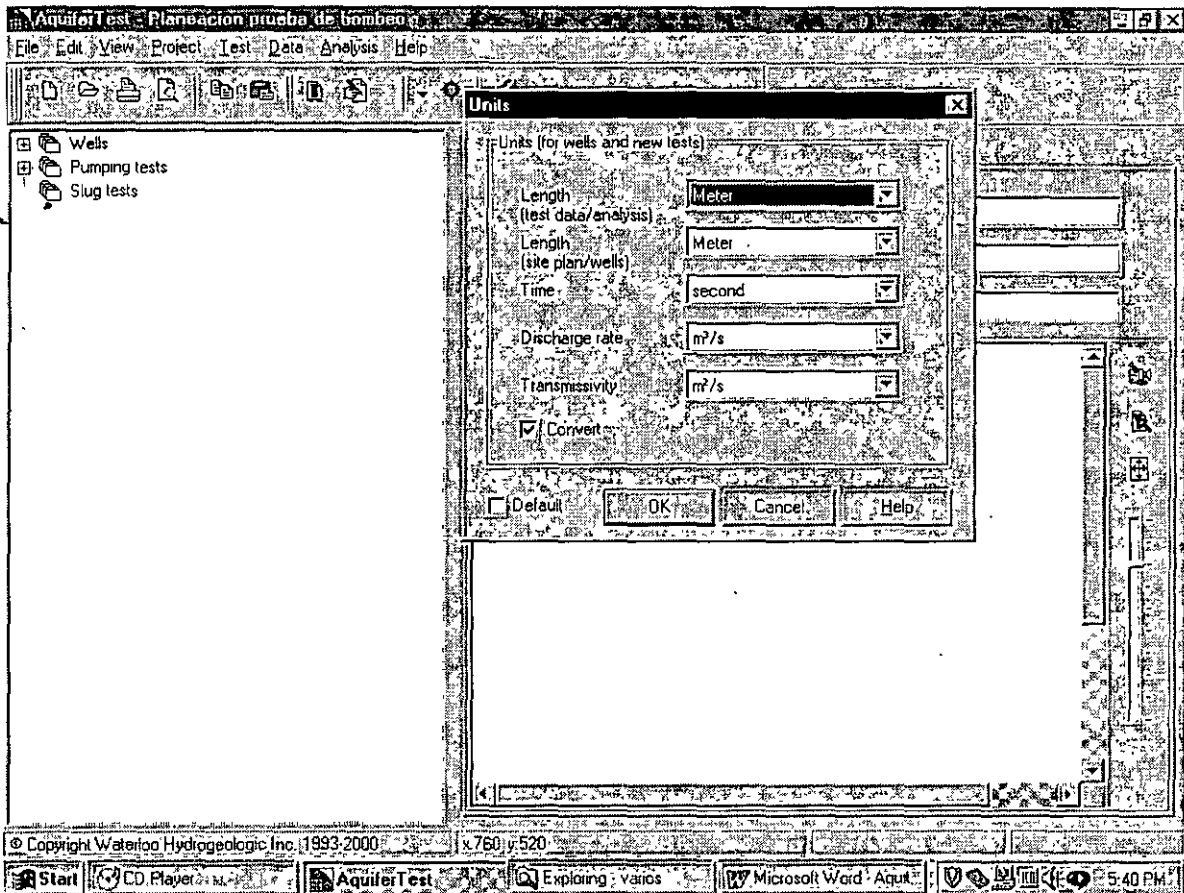 AquiferTest - Planeacion prueba de bombeo
File Edit View Project Test Data Analysis Help
Units
Wells
Pumping tests
Slug tests
Units (for wells and new tests)
Length
(test data/analysis)
Meter
Length
(site plan/wells)
Meter
Time
second
Discharge rate
m³/s
Transmissivity
m²/s
Convert
Default
OK
Cancel
Help
© Copyright Waterloo Hydrogeologic Inc. 1993-2000
x:760 y:520
Start
CD Player
AquiferTest
Exploring - varios
Microsoft Word - Aquif...
5:40 PM